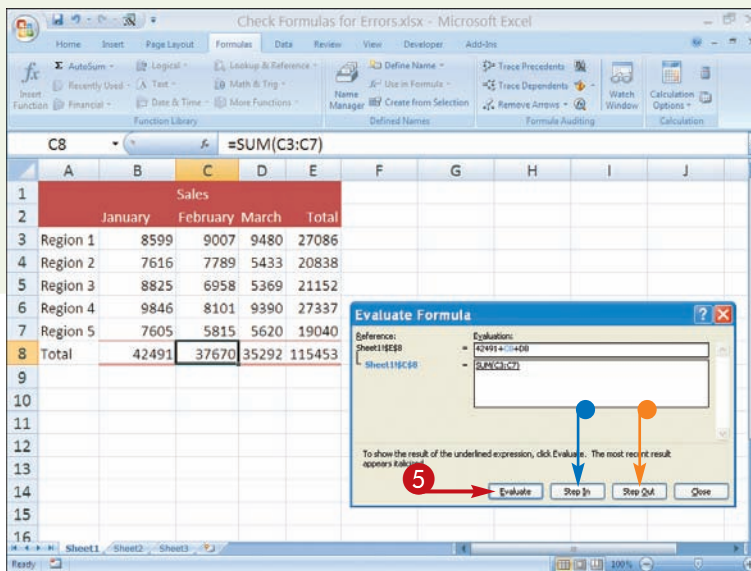 Check Formulas for Errors.xlsx - Microsoft Excel
Home Insert Page Layout Formulas Data Review View Developer Add-Ins
fx
Insert Function
Σ AutoSum
Recently Used
Financial
Logical
Text
Date & Time
Lookup & Reference
Math & Trig
More Functions
Function Library
Name Manager
Define Name
Use in Formula
Create from Selection
Defined Names
Trace Precedents
Trace Dependents
Remove Arrows
Watch Window
Formula Auditing
Calculation Options
Calculation
C8 fx =SUM(C3:C7)
A B C D E F G H I J
1 Sales
2 January February March Total
3 Region 1 8599 9007 9480 27086
4 Region 2 7616 7789 5433 20838
5 Region 3 8825 6958 5369 21152
6 Region 4 9846 8101 9390 27337
7 Region 5 7605 5815 5620 19040
8 Total 42491 37670 35292 115453
9
10
11
12
13
14
15
16
Evaluate Formula
Reference: Evaluation:
Sheet1!$E$8 = 42491+C8+D8
Sheet1!$C$8 = SUM(C3:C7)
To show the result of the underlined expression, click Evaluate. The most recent result
appears italicized.
5
Evaluate Step In Step Out Close
Sheet1 Sheet2 Sheet3
Ready 100%